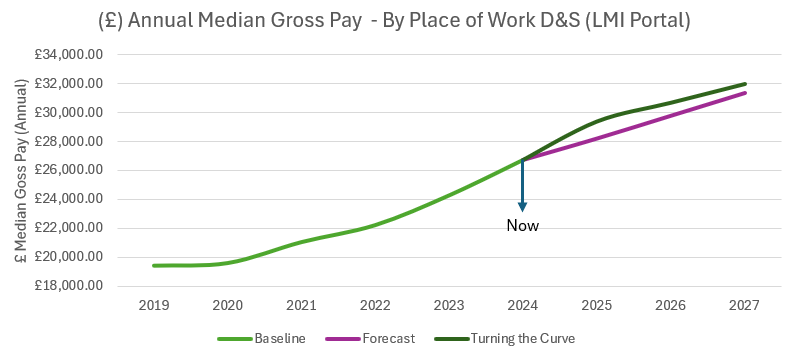 (£) Annual Median Gross Pay - By Place of Work D&S (LMI Portal)
£ Median Goss Pay (Annual)
£34,000.00
£32,000.00
£30,000.00
£28,000.00
£26,000.00
£24,000.00
£22,000.00
£20,000.00
£18,000.00
Now
2019 2020 2021 2022 2023 2024 2025 2026 2027
Baseline Forecast Turning the Curve